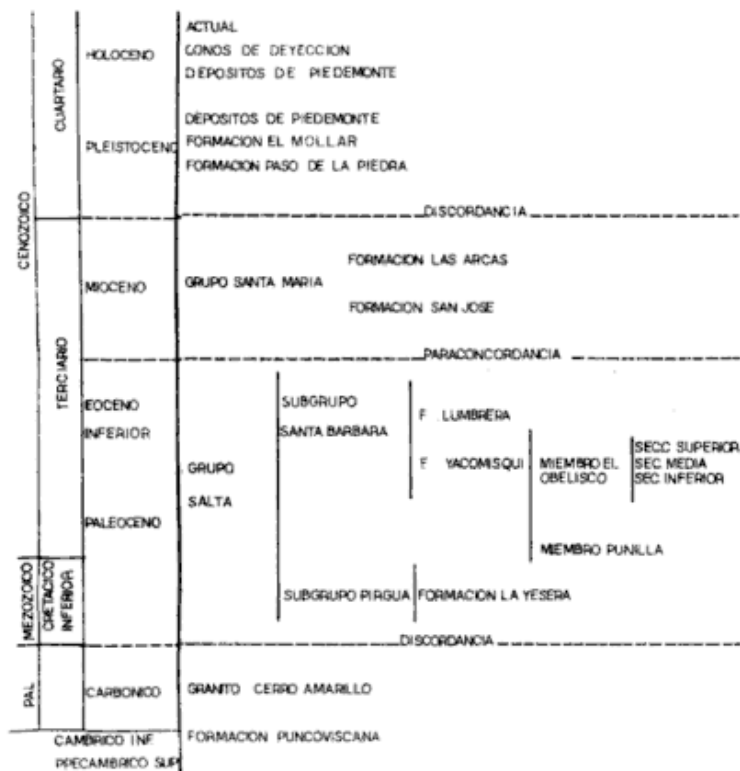 ACTUAL
CONOS DE DEYECCION
HOLOCENO
DEPOSITOS DE PIEDEMONTE
CUARTARIO
DEPOSITOS DE PIEDEMONTE
PLEISTOCENO
FORMACION EL MOLLAR
FORMACION PASO DE LA PIEDRA
DISCORDANCIA
CENOZOICO
FORMACION LAS ARCAS
MIOCENO
GRUPO SANTA MARIA
FORMACION SAN JOSE
PARACONCORDANCIA
TERCIARIO
EOCENO
INFERIOR
SUBGRUPO
SANTA BARBARA
F LUMBRERA
F YACOMISQUI
MIEMBRO EL
OBELISCO
SECC SUPERIOR
SEC MEDIA
SEC INFERIOR
GRUPO
SALTA
PALEOCENO
MIEMBRO PUNILLA
MEZOZOICO
CRETACICO
INFERIOR
SUBGRUPO PIRGUA
FORMACION LA YESERA
DISCORDANCIA
PAL
CARBONICO
GRANITO CERRO AMARILLO
CAMBRICO INF
FORMACION PUNCOVISCANA
PPECAMBRICO SUP